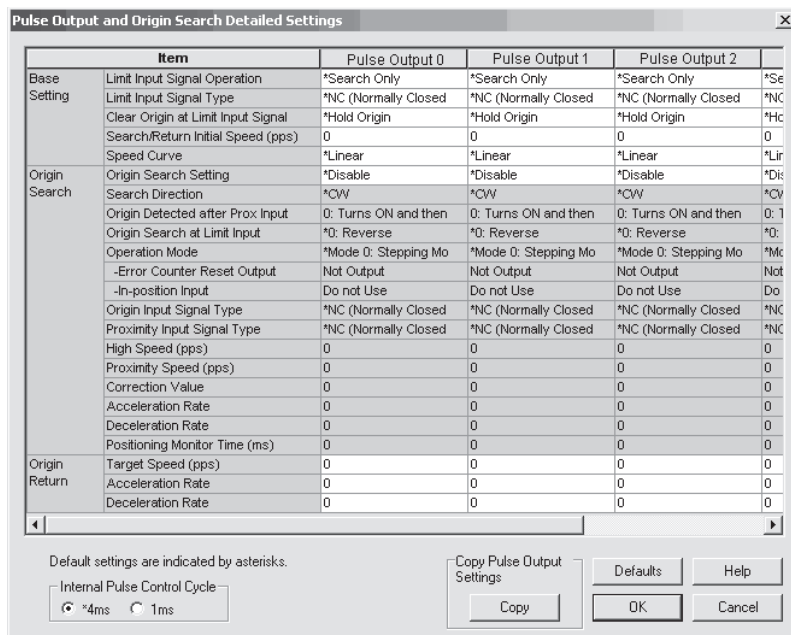 Pulse Output and Origin Search Detailed Settings
Item Pulse Output 0 Pulse Output 1 Pulse Output 2
Base Setting Limit Input Signal Operation *Search Only *Search Only *Search Only *Se
Limit Input Signal Type *NC (Normally Closed *NC (Normally Closed *NC (Normally Closed *NC
Clear Origin at Limit Input Signal *Hold Origin *Hold Origin *Hold Origin *Ho
Search/Return Initial Speed (pps) 0 0 0 0
Speed Curve *Linear *Linear *Linear *Lin
Origin Search Origin Search Setting *Disable *Disable *Disable *Dis
Search Direction *CW *CW *CW *CV
Origin Detected after Prox Input 0: Turns ON and then 0: Turns ON and then 0: Turns ON and then 0: T
Origin Search at Limit Input *0: Reverse *0: Reverse *0: Reverse *0:
Operation Mode *Mode 0: Stepping Mo *Mode 0: Stepping Mo *Mode 0: Stepping Mo *Mo
-Error Counter Reset Output Not Output Not Output Not Output Not
-In-position Input Do not Use Do not Use Do not Use Do
Origin Input Signal Type *NC (Normally Closed *NC (Normally Closed *NC (Normally Closed *NC
Proximity Input Signal Type *NC (Normally Closed *NC (Normally Closed *NC (Normally Closed *NC
High Speed (pps) 0 0 0 0
Proximity Speed (pps) 0 0 0 0
Correction Value 0 0 0 0
Acceleration Rate 0 0 0 0
Deceleration Rate 0 0 0 0
Positioning Monitor Time (ms) 0 0 0 0
Origin Return Target Speed (pps) 0 0 0 0
Acceleration Rate 0 0 0 0
Deceleration Rate 0 0 0 0
Default settings are indicated by asterisks.
Internal Pulse Control Cycle
*4ms 1ms
Copy Pulse Output Settings
Copy
Defaults Help
OK Cancel